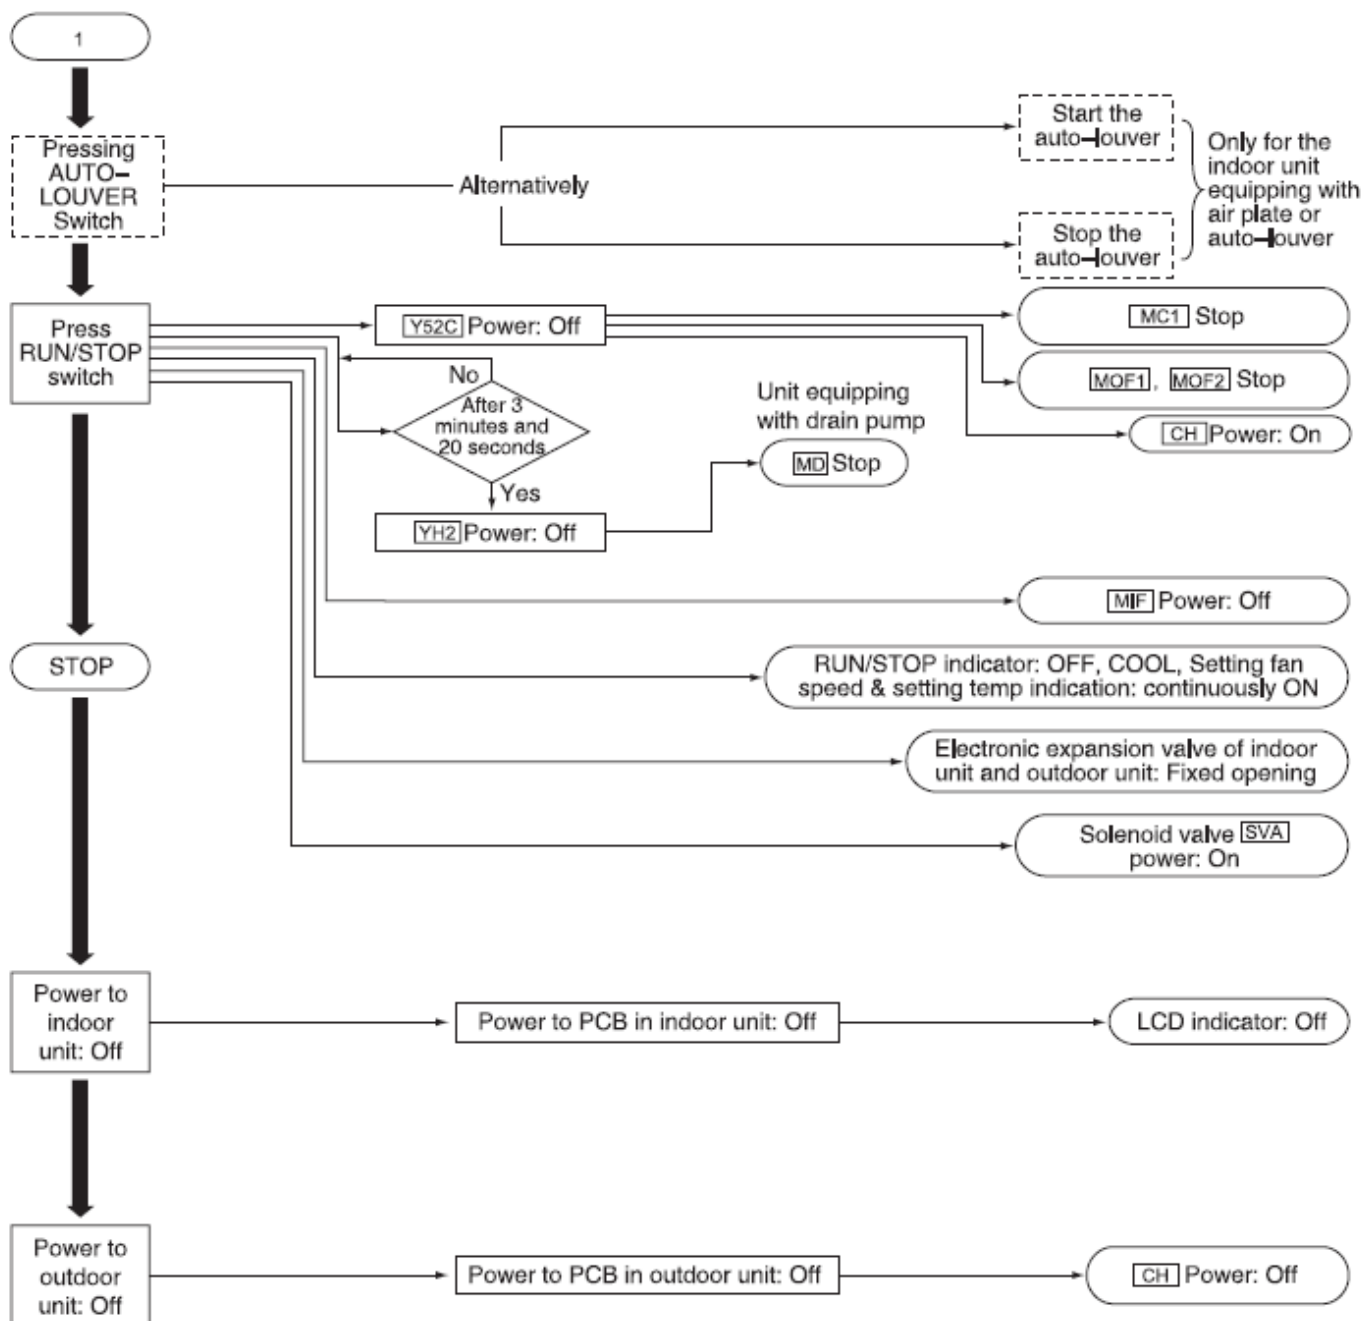 1
Pressing
AUTO-
LOUVER
Switch
Alternatively
Start the
auto-louver
Stop the
auto-louver
Only for the
indoor unit
equipping with
air plate or
auto-louver
Press
RUN/STOP
switch
Y52C Power: Off
MC1 Stop
MOF1, MOF2 Stop
CH Power: On
No
After 3
minutes and
20 seconds
Yes
YH2 Power: Off
Unit equipping
with drain pump
MD Stop
MIF Power: Off
STOP
RUN/STOP indicator: OFF, COOL, Setting fan
speed & setting temp indication: continuously ON
Electronic expansion valve of indoor
unit and outdoor unit: Fixed opening
Solenoid valve SVA
power: On
Power to
indoor
unit: Off
Power to PCB in indoor unit: Off
LCD indicator: Off
Power to
outdoor
unit: Off
Power to PCB in outdoor unit: Off
CH Power: Off